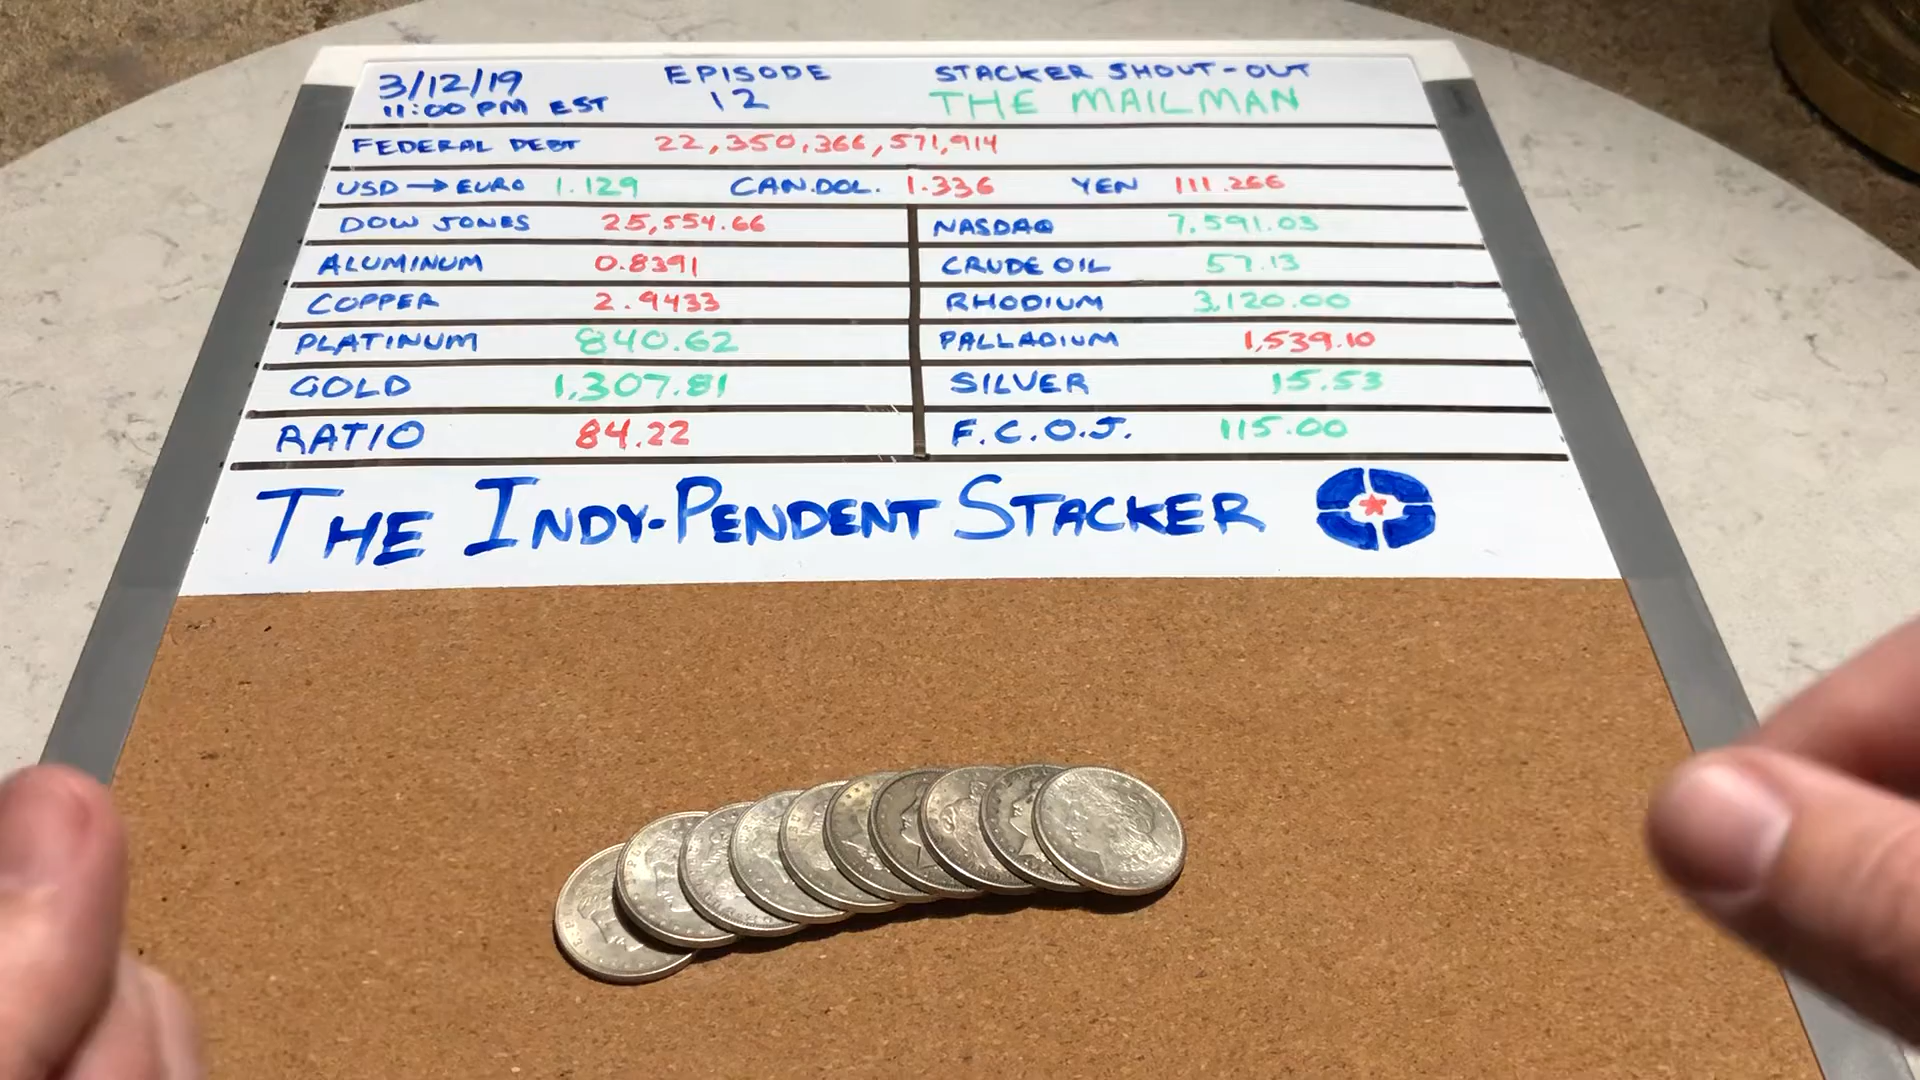 3/12/19 EPISODE STACKER SHOUT-OUT
11:00 PM EST 12 THE MAILMAN
FEDERAL DEBT 22,350,366,571,914
USD → EURO 1.129 CAN.DOL. 1.336 YEN 111.266
DOW JONES 25,554.66 NASDAQ 7,591.03
ALUMINUM 0.8391 CRUDE OIL 57.13
COPPER 2.9433 RHODIUM 3,120.00
PLATINUM 840.62 PALLADIUM 1,539.10
GOLD 1,307.81 SILVER 15.53
RATIO 84.22 F.C.O.J. 115.00
THE INDY-PENDENT STACKER